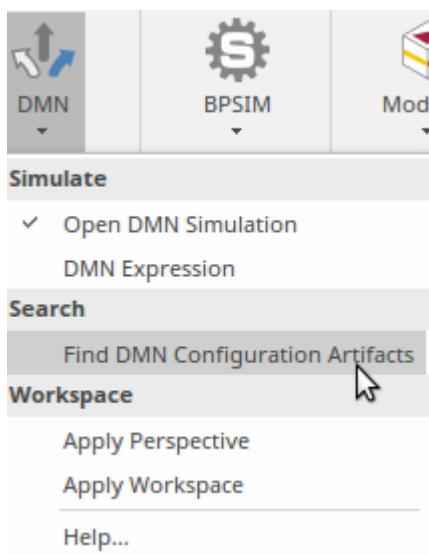 DMN
BPSIM
Simulate
Open DMN Simulation
DMN Expression
Search
Find DMN Configuration Artifacts
Workspace
Apply Perspective
Apply Workspace
Help...